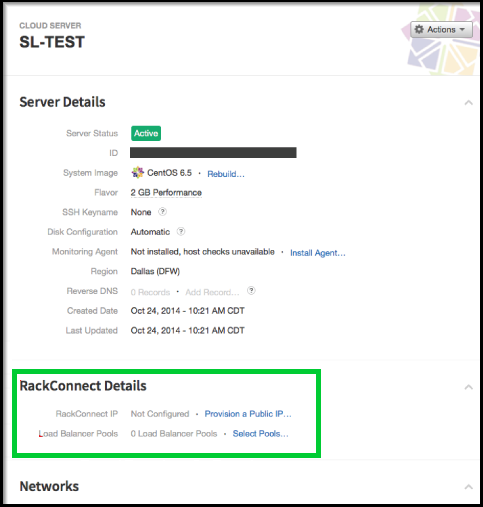 CLOUD SERVER
SL-TEST
Actions
Server Details
Server Status Active
ID
System Image CentOS 6.5 • Rebuild...
Flavor 2 GB Performance
SSH Keyname None ?
Disk Configuration Automatic ?
Monitoring Agent Not installed, host checks unavailable • Install Agent...
Region Dallas (DFW)
Reverse DNS 0 Records • Add Record... ?
Created Date Oct 24, 2014 - 10:21 AM CDT
Last Updated Oct 24, 2014 - 10:21 AM CDT
RackConnect Details
RackConnect IP Not Configured • Provision a Public IP...
Load Balancer Pools 0 Load Balancer Pools • Select Pools...
Networks